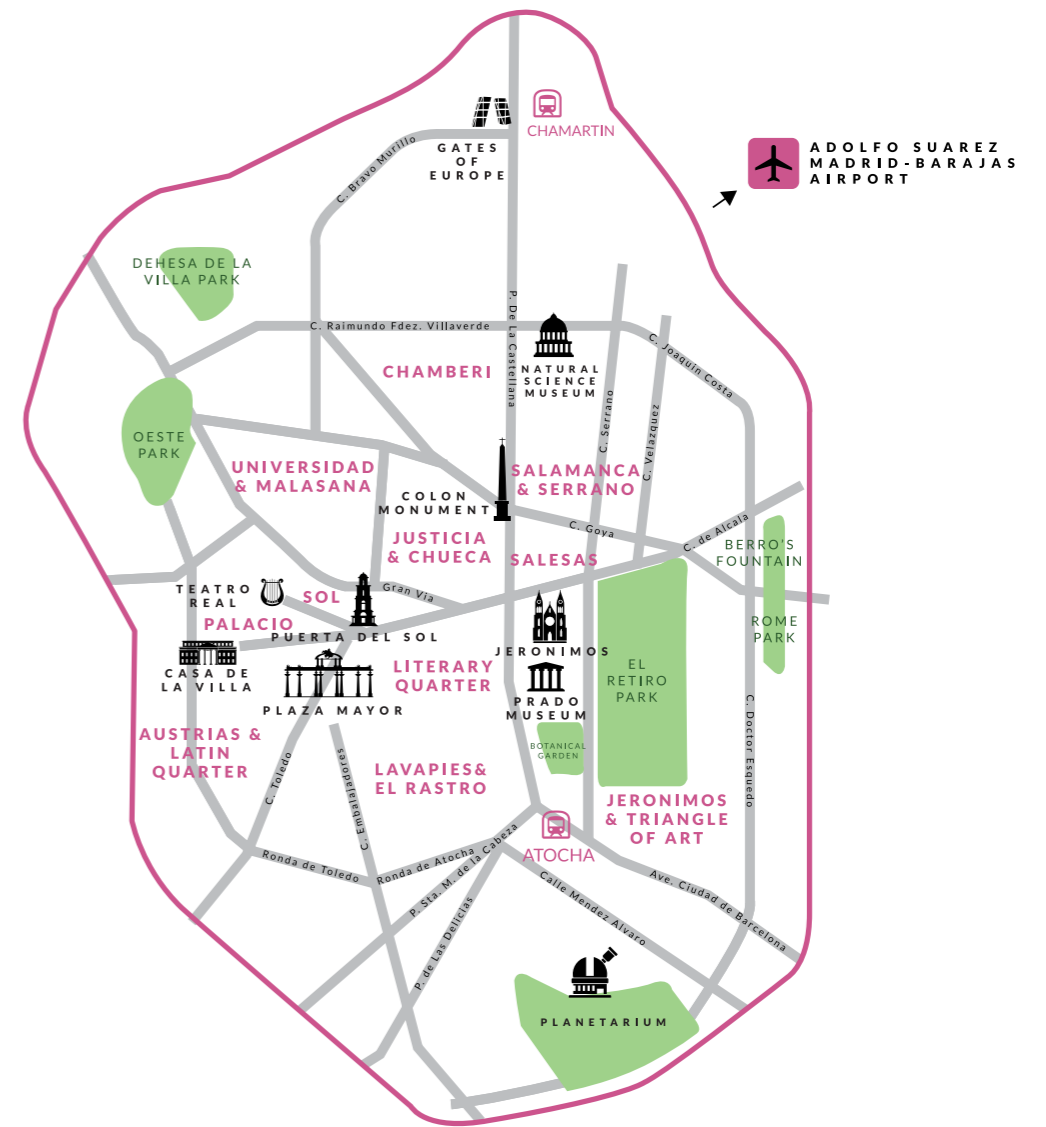 CHAMARTIN
ADOLFO SUAREZ
MADRID-BARAJAS
AIRPORT
GATES
OF
EUROPE
C. Bravo Murillo
DEHESA DE LA
VILLA PARK
P. De La Castellana
C. Raimundo Fdez. Villaverde
C. Joaquin Costa
CHAMBERI
NATURAL
SCIENCE
MUSEUM
C. Serrano
C. Velazquez
OESTE
PARK
UNIVERSIDAD
& MALASANA
SALAMANCA
& SERRANO
COLON
MONUMENT
C. Goya
C. de Alcala
JUSTICIA
& CHUECA
SALESAS
BERRO'S
FOUNTAIN
TEATRO
REAL
SOL
Gran Via
PALACIO
PUERTA DEL SOL
ROME
PARK
JERONIMOS
CASA DE
LA VILLA
LITERARY
QUARTER
EL
RETIRO
PARK
PLAZA MAYOR
PRADO
MUSEUM
C. Doctor Esquedo
AUSTRIAS &
LATIN
QUARTER
BOTANICAL
GARDEN
C. Toledo
C. Embalajadores
LAVAPIES&
EL RASTRO
JERONIMOS
& TRIANGLE
OF ART
ATOCHA
Ronda de Toledo
Ronda de Atocha
P. Sta. M. de la Cabeza
Calle Mendez Alvaro
Ave. Ciudad de Barcelona
P. de Las Delicias
PLANETARIUM